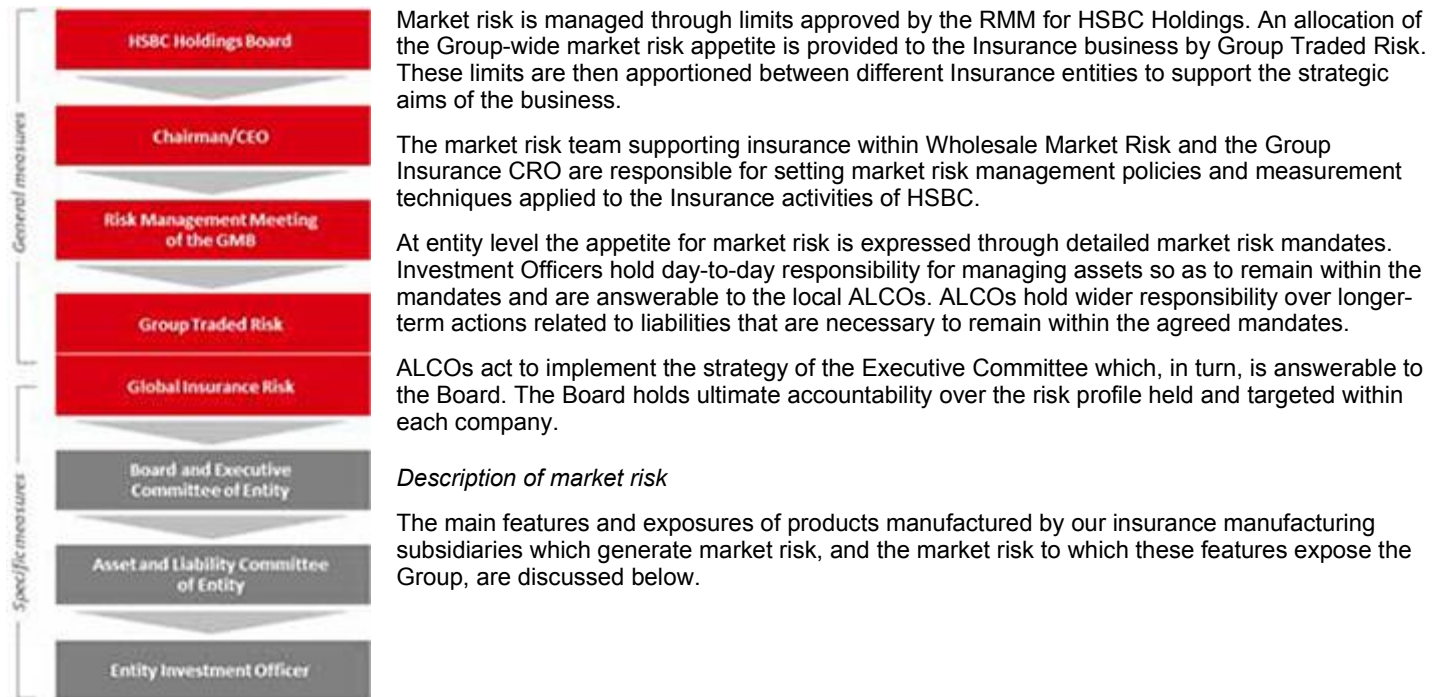 General measures
HSBC Holdings Board
Chairman/CEO
Risk Management Meeting
of the GMB
Group Traded Risk
Global Insurance Risk
Specific measures
Board and Executive
Committee of Entity
Asset and Liability Committee
of Entity
Entity Investment Officer
Market risk is managed through limits approved by the RMM for HSBC Holdings. An allocation of
the Group-wide market risk appetite is provided to the Insurance business by Group Traded Risk.
These limits are then apportioned between different Insurance entities to support the strategic
aims of the business.
The market risk team supporting insurance within Wholesale Market Risk and the Group
Insurance CRO are responsible for setting market risk management policies and measurement
techniques applied to the Insurance activities of HSBC.
At entity level the appetite for market risk is expressed through detailed market risk mandates.
Investment Officers hold day-to-day responsibility for managing assets so as to remain within the
mandates and are answerable to the local ALCOs. ALCOs hold wider responsibility over longer-
term actions related to liabilities that are necessary to remain within the agreed mandates.
ALCOs act to implement the strategy of the Executive Committee which, in turn, is answerable to
the Board. The Board holds ultimate accountability over the risk profile held and targeted within
each company.
Description of market risk
The main features and exposures of products manufactured by our insurance manufacturing
subsidiaries which generate market risk, and the market risk to which these features expose the
Group, are discussed below.